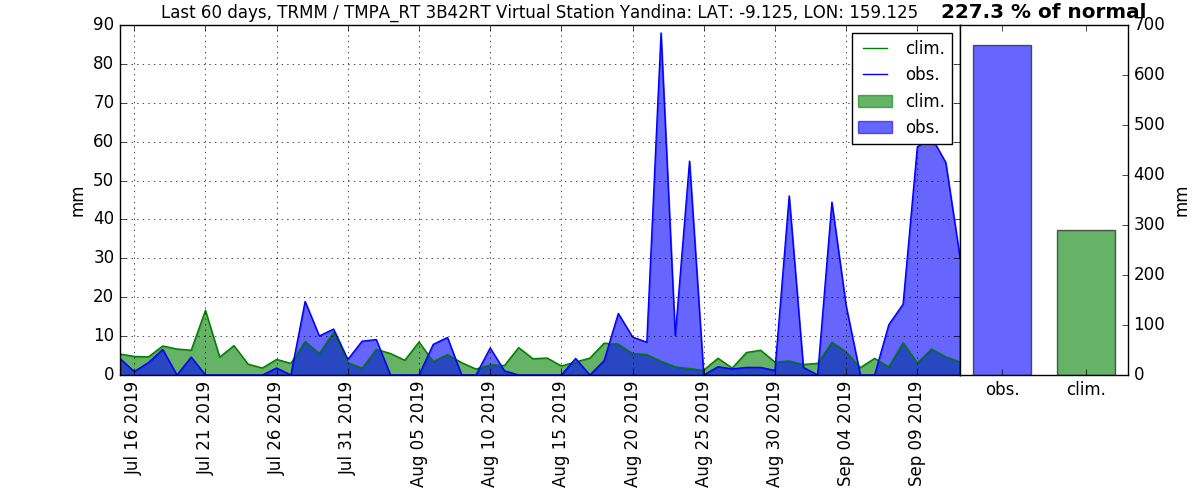 Last 60 days, TRMM / TMPA_RT 3B42RT Virtual Station Yandina: LAT: -9.125, LON: 159.125
227.3 % of normal
mm
90
80
70
60
50
40
30
20
10
0
clim.
obs.
clim.
obs.
700
600
500
400
300
200
100
0
mm
Jul 16 2019
Jul 21 2019
Jul 26 2019
Jul 31 2019
Aug 05 2019
Aug 10 2019
Aug 15 2019
Aug 20 2019
Aug 25 2019
Aug 30 2019
Sep 04 2019
Sep 09 2019
obs.
clim.